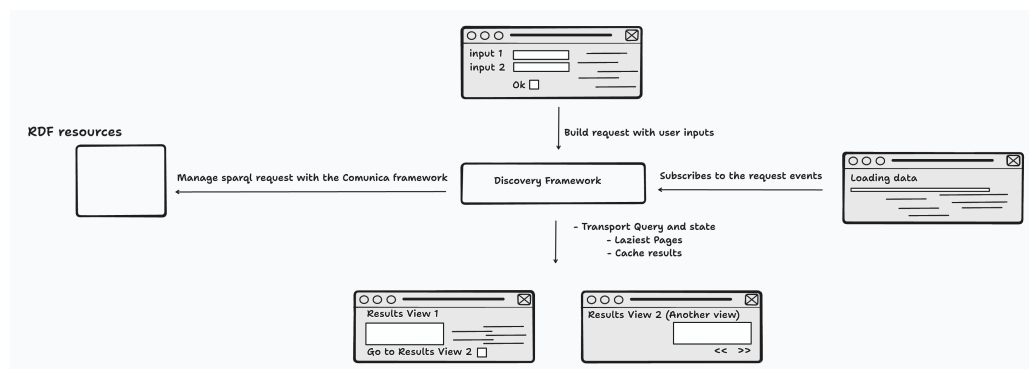 input 1
input 2
Ok
RDF resources
Build request with user inputs
Manage sparql request with the Comunica framework
Discovery Framework
Subscribes to the request events
Loading data
- Transport Query and state
- Laziest Pages
- Cache results
Results View 1
Go to Results View 2
Results View 2 (Another view)
<< >>